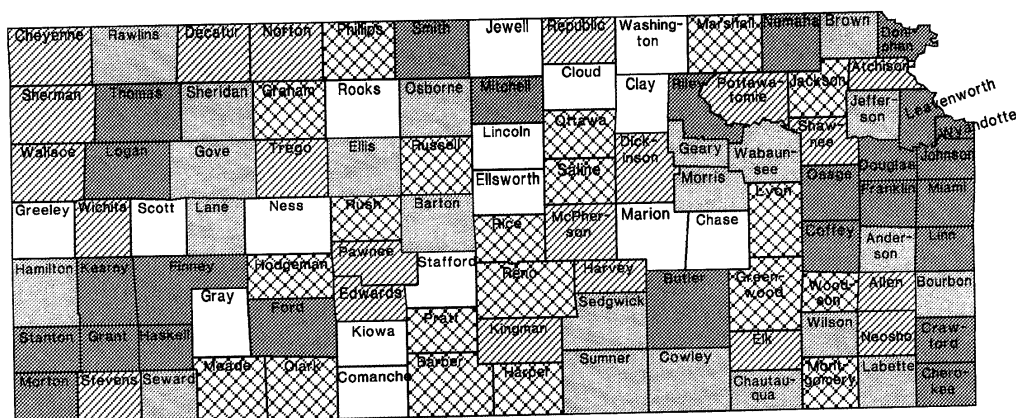 Cheyenne
Rawlins
Decatur
Norton
Phillips
Smith
Jewell
Republic
Washing-
ton
Marshall
Nemaha
Brown
Doni-
phan
Sherman
Thomas
Sheridan
Graham
Rooks
Osborne
Mitchell
Cloud
Clay
Riley
Pottawa-
tomie
Jackson
Atchison
Jeffer-
son
Leavenworth
Wyandotte
Wallace
Logan
Gove
Trego
Ellis
Russell
Lincoln
Ottawa
Dick-
inson
Geary
Wabaun-
see
Shaw-
nee
Douglas
Johnson
Ellsworth
Saline
Morris
Lyon
Osage
Franklin
Miami
Greeley
Wichita
Scott
Lane
Ness
Rush
Barton
Rice
McPher-
son
Marion
Chase
Coffey
Ander-
son
Linn
Hamilton
Kearny
Finney
Hodgeman
Pawnee
Stafford
Reno
Harvey
Butler
Green-
wood
Wood-
son
Allen
Bourbon
Gray
Ford
Edwards
Sedgwick
Stanton
Grant
Haskell
Kiowa
Pratt
Kingman
Elk
Wilson
Neosho
Craw-
ford
Morton
Stevens
Seward
Meade
Clark
Comanche
Barber
Harper
Sumner
Cowley
Chautau-
qua
Mont-
gomery
Labette
Chero-
kee